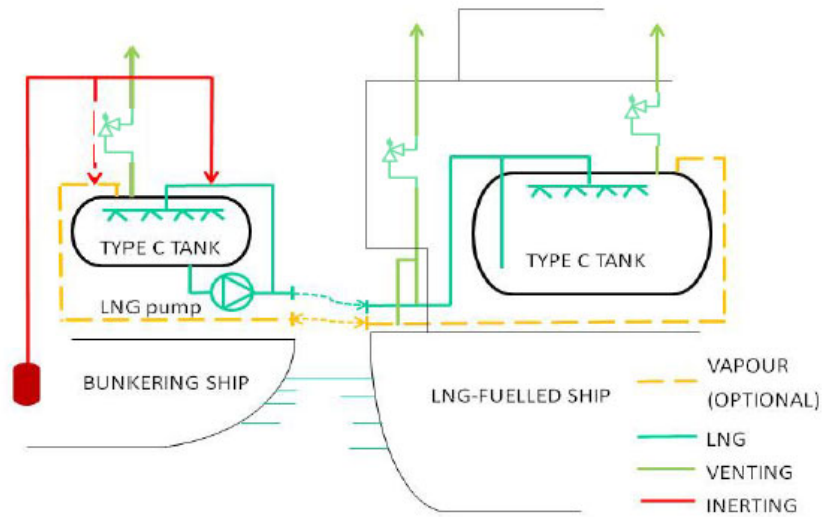 TYPE C TANK
TYPE C TANK
LNG pump
BUNKERING SHIP
LNG-FUELLED SHIP
VAPOUR
(OPTIONAL)
LNG
VENTING
INERTING